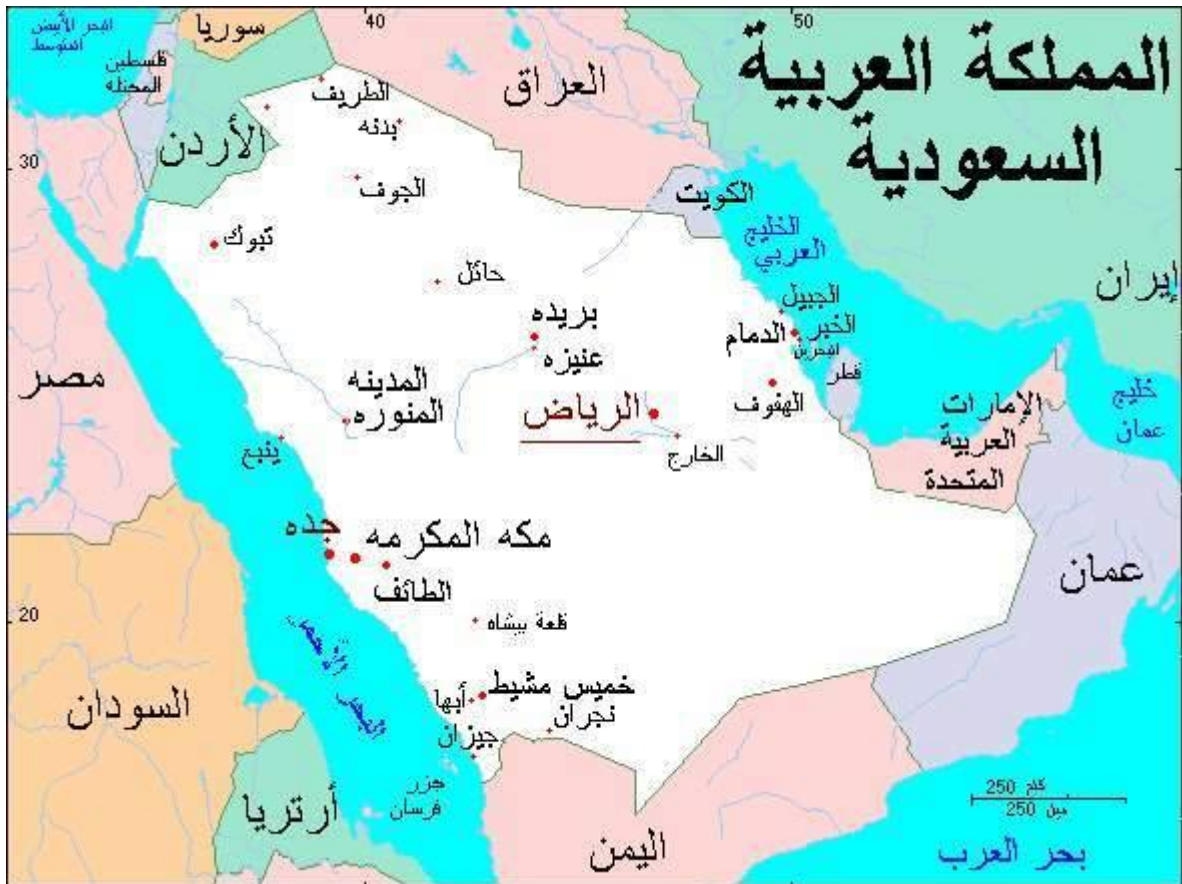 المملكة العربية
السعودية
50
40
30
20
البحر الأبيض
المتوسط
سوريا
فلسطين
المحتله
الأردن
العراق
الطريف
بدنه
الجوف
تبوك
حائل
الكويت
الخليج
العربي
إيران
الجبيل
الخبر
الدمام
البحرين
قطر
الهفوف
بريده
عنيزه
المدينه
المنوره
ينبع
الرياض
الخارج
مصر
الإمارات
العربية
المتحدة
خليج
عمان
عمان
جده
مكه المكرمه
الطائف
قلعة بيشاه
البحر
الأحمر
خميس مشيط
أبها
نجران
جيزان
جزر
فرسان
السودان
أرتريا
اليمن
بحر العرب
250 كلم
250 ميل